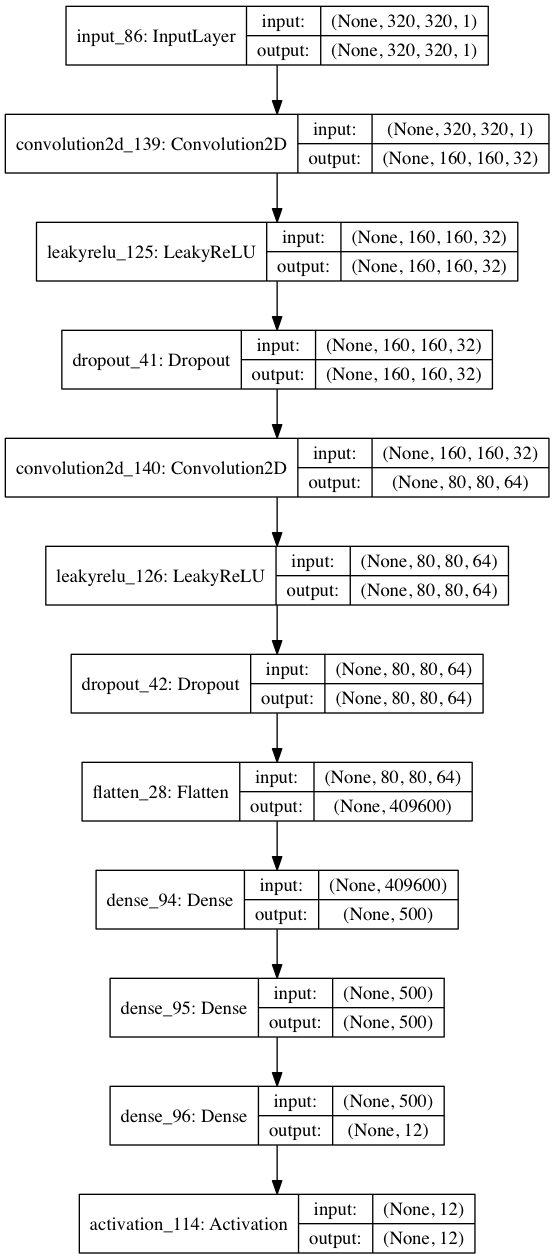 input_86: InputLayer
input: (None, 320, 320, 1)
output: (None, 320, 320, 1)
convolution2d_139: Convolution2D
input: (None, 320, 320, 1)
output: (None, 160, 160, 32)
leakyrelu_125: LeakyReLU
input: (None, 160, 160, 32)
output: (None, 160, 160, 32)
dropout_41: Dropout
input: (None, 160, 160, 32)
output: (None, 160, 160, 32)
convolution2d_140: Convolution2D
input: (None, 160, 160, 32)
output: (None, 80, 80, 64)
leakyrelu_126: LeakyReLU
input: (None, 80, 80, 64)
output: (None, 80, 80, 64)
dropout_42: Dropout
input: (None, 80, 80, 64)
output: (None, 80, 80, 64)
flatten_28: Flatten
input: (None, 80, 80, 64)
output: (None, 409600)
dense_94: Dense
input: (None, 409600)
output: (None, 500)
dense_95: Dense
input: (None, 500)
output: (None, 500)
dense_96: Dense
input: (None, 500)
output: (None, 12)
activation_114: Activation
input: (None, 12)
output: (None, 12)